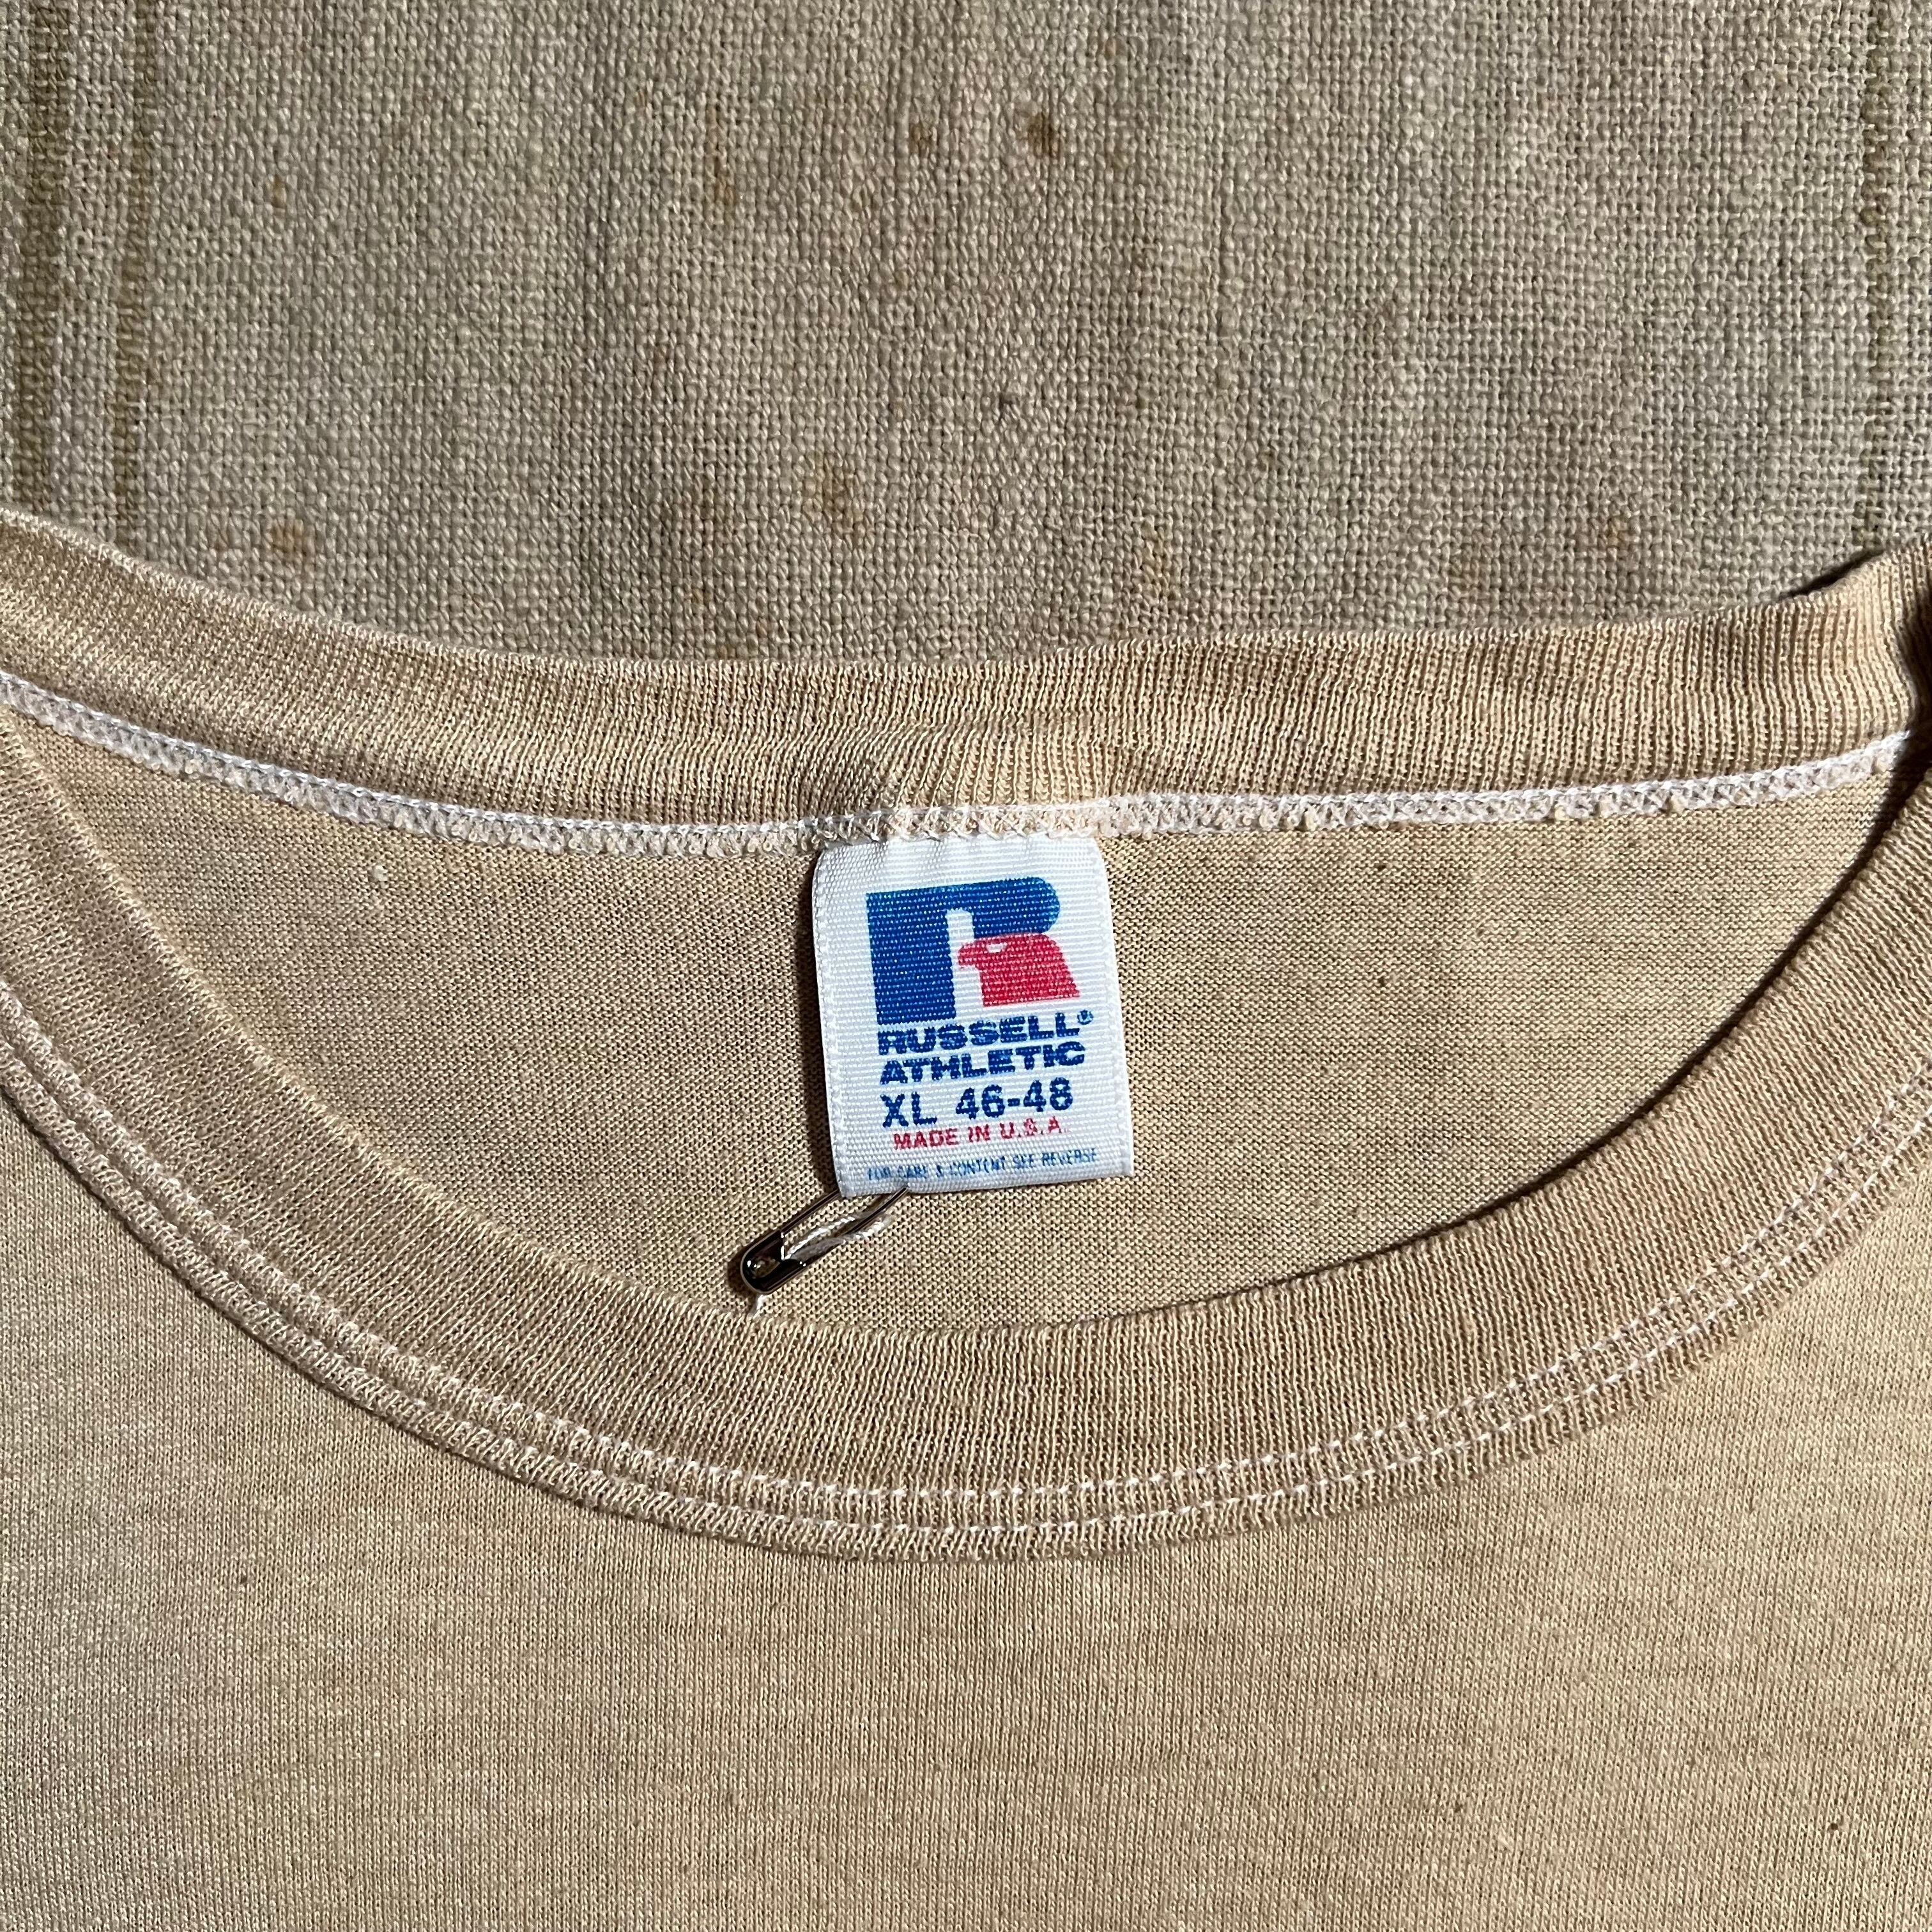 RUSSELL®
ATHLETIC
XL 46-48
MADE IN U.S.A.
FOR CARE & CONTENT SEE REVERSE